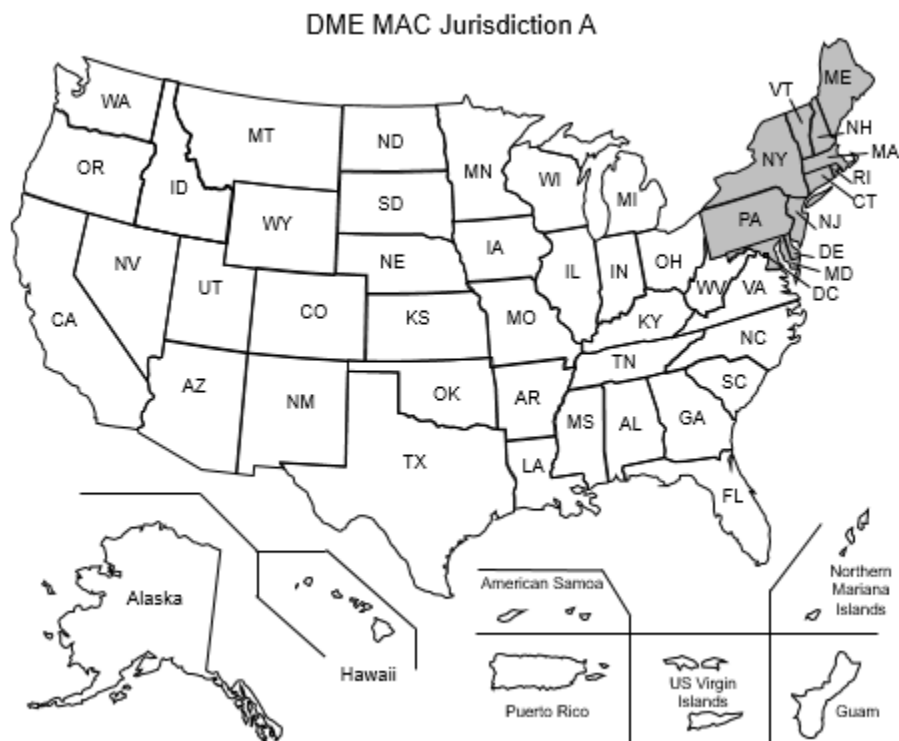 DME MAC Jurisdiction A
WA
MT
ND
MN
VT
ME
NH
MA
OR
ID
SD
WI
MI
NY
RI
CT
WY
IA
PA
NJ
NV
NE
IL
IN
OH
DE
MD
DC
UT
CO
KS
MO
WV
VA
CA
KY
NC
AZ
NM
OK
AR
TN
SC
TX
LA
MS
AL
GA
FL
Alaska
Hawaii
American Samoa
Northern
Mariana
Islands
Puerto Rico
US Virgin
Islands
Guam